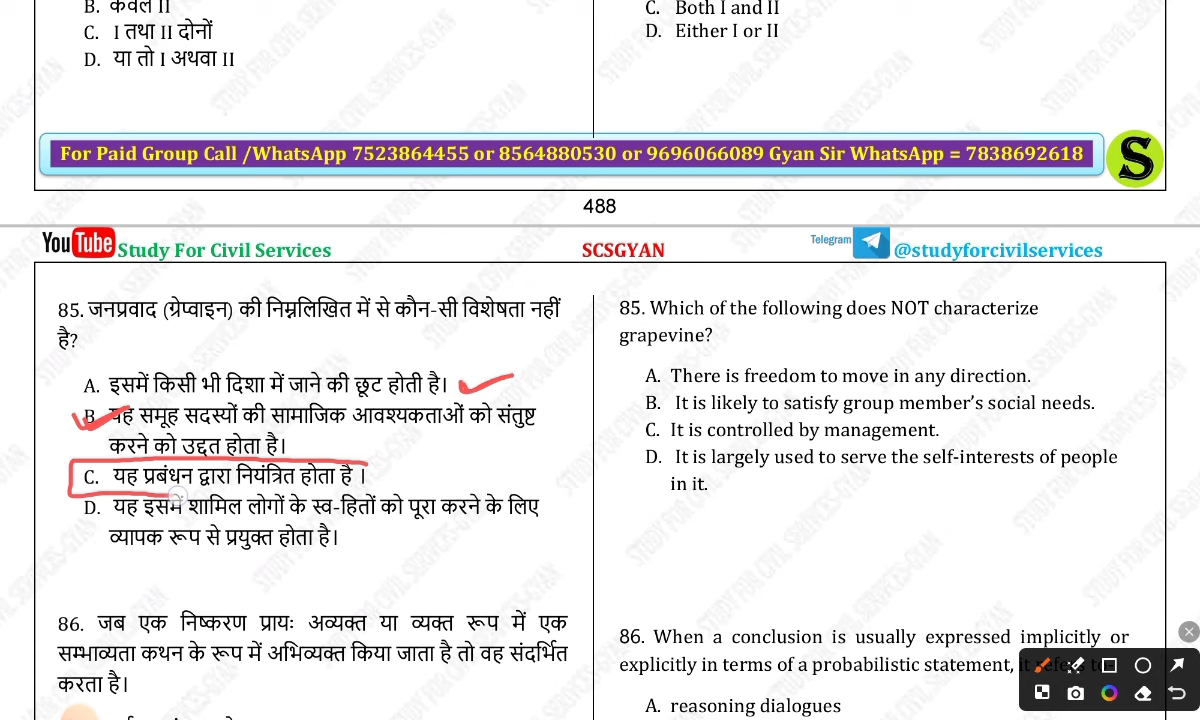 B. केवल II
C. I तथा II दोनों
D. या तो I अथवा II
C. Both I and II
D. Either I or II
For Paid Group Call /WhatsApp 7523864455 or 8564880530 or 9696066089 Gyan Sir WhatsApp = 7838692618
S
488
YouTube Study For Civil Services
SCSGYAN
Telegram @studyforcivilservices
85. जनप्रवाद (ग्रेप्वाइन) की निम्नलिखित में से कौन-सी विशेषता नहीं
है?
A. इसमें किसी भी दिशा में जाने की छूट होती है।
B. यह समूह सदस्यों की सामाजिक आवश्यकताओं को संतुष्ट
करने को उद्दत होता है।
C. यह प्रबंधन द्वारा नियंत्रित होता है ।
D. यह इसमें शामिल लोगों के स्व-हितों को पूरा करने के लिए
व्यापक रूप से प्रयुक्त होता है।
86. जब एक निष्करण प्रायः अव्यक्त या व्यक्त रूप में एक
सम्भाव्यता कथन के रूप में अभिव्यक्त किया जाता है तो वह संदर्भित
करता है।
85. Which of the following does NOT characterize
grapevine?
A. There is freedom to move in any direction.
B. It is likely to satisfy group member's social needs.
C. It is controlled by management.
D. It is largely used to serve the self-interests of people
in it.
86. When a conclusion is usually expressed implicitly or
explicitly in terms of a probabilistic statement,
A. reasoning dialogues